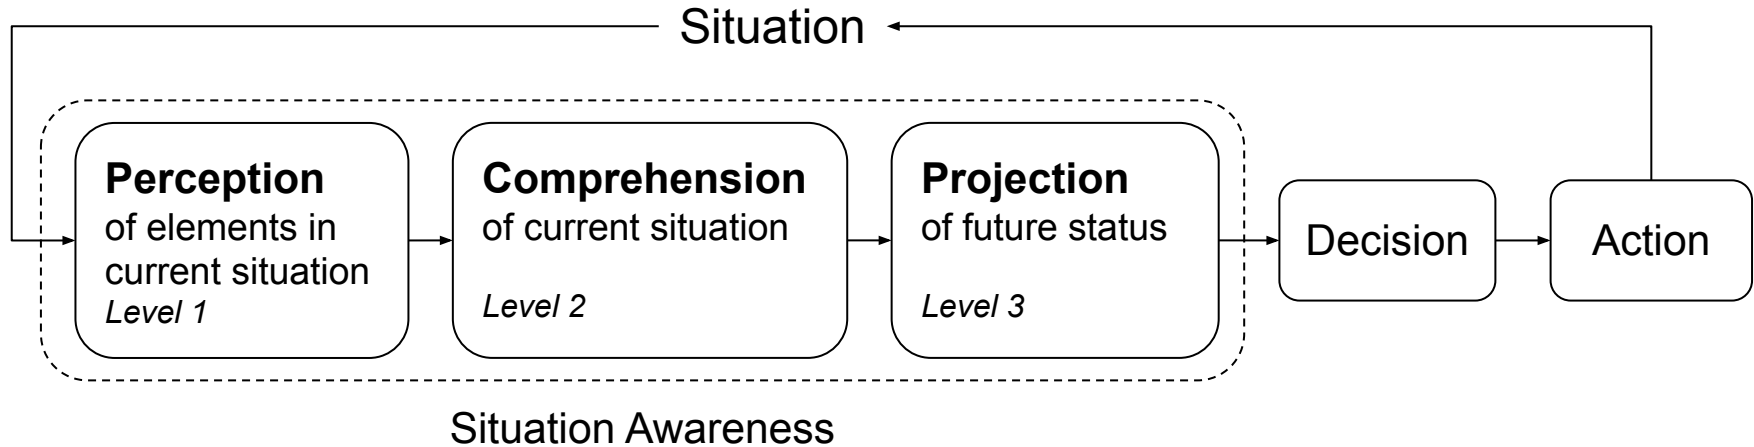 Situation
Perception
of elements in
current situation
Level 1
Comprehension
of current situation
Level 2
Projection
of future status
Level 3
Decision
Action
Situation Awareness